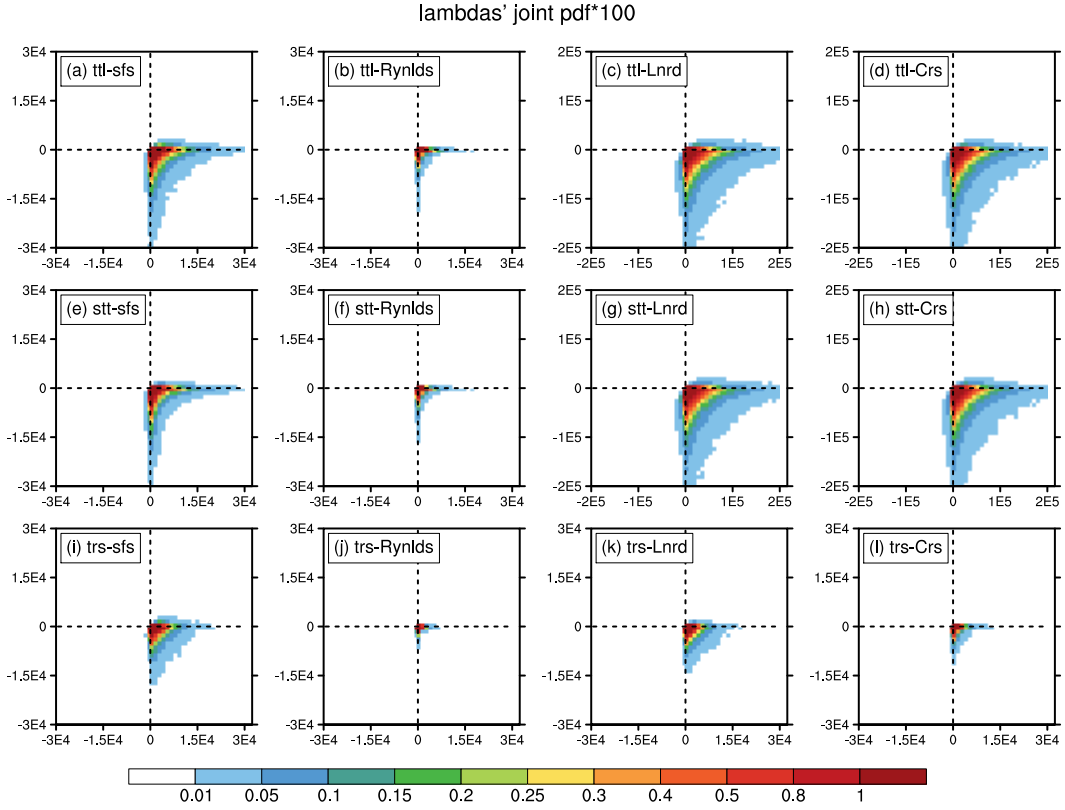 lambdas' joint pdf*100
(a) ttl-sfs
(b) ttl-Rynlds
(c) ttl-Lnrd
(d) ttl-Crs
3E4
1.5E4
0
-1.5E4
-3E4
3E4
1.5E4
0
-1.5E4
-3E4
2E5
1E5
0
-1E5
-2E5
2E5
1E5
0
-1E5
-2E5
-3E4 -1.5E4 0 1.5E4 3E4
-3E4 -1.5E4 0 1.5E4 3E4
-2E5 -1E5 0 1E5 2E5
-2E5 -1E5 0 1E5 2E5
(e) stt-sfs
(f) stt-Rynlds
(g) stt-Lnrd
(h) stt-Crs
3E4
1.5E4
0
-1.5E4
-3E4
3E4
1.5E4
0
-1.5E4
-3E4
2E5
1E5
0
-1E5
-2E5
2E5
1E5
0
-1E5
-2E5
-3E4 -1.5E4 0 1.5E4 3E4
-3E4 -1.5E4 0 1.5E4 3E4
-2E5 -1E5 0 1E5 2E5
-2E5 -1E5 0 1E5 2E5
(i) trs-sfs
(j) trs-Rynlds
(k) trs-Lnrd
(l) trs-Crs
3E4
1.5E4
0
-1.5E4
-3E4
3E4
1.5E4
0
-1.5E4
-3E4
3E4
1.5E4
0
-1.5E4
-3E4
3E4
1.5E4
0
-1.5E4
-3E4
-3E4 -1.5E4 0 1.5E4 3E4
-3E4 -1.5E4 0 1.5E4 3E4
-3E4 -1.5E4 0 1.5E4 3E4
-3E4 -1.5E4 0 1.5E4 3E4
0.01 0.05 0.1 0.15 0.2 0.25 0.3 0.4 0.5 0.8 1